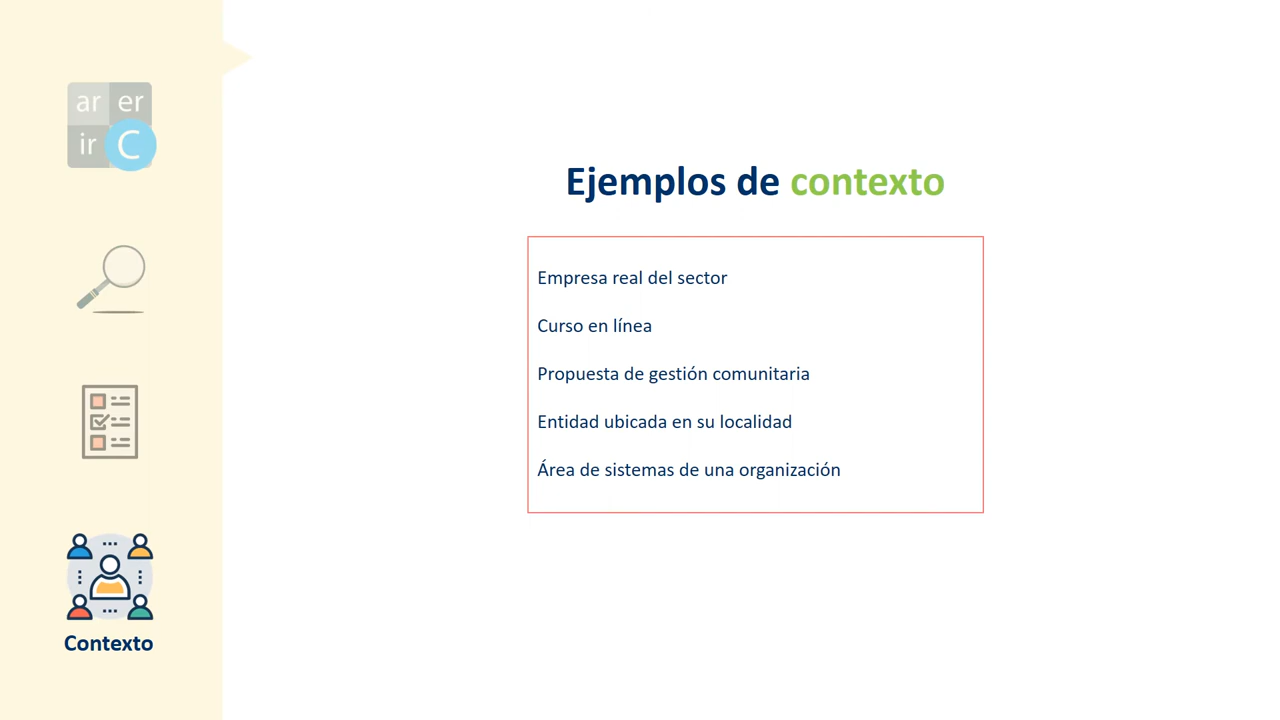 ar er
ir C
Contexto
Ejemplos de contexto
Empresa real del sector
Curso en línea
Propuesta de gestión comunitaria
Entidad ubicada en su localidad
Área de sistemas de una organización